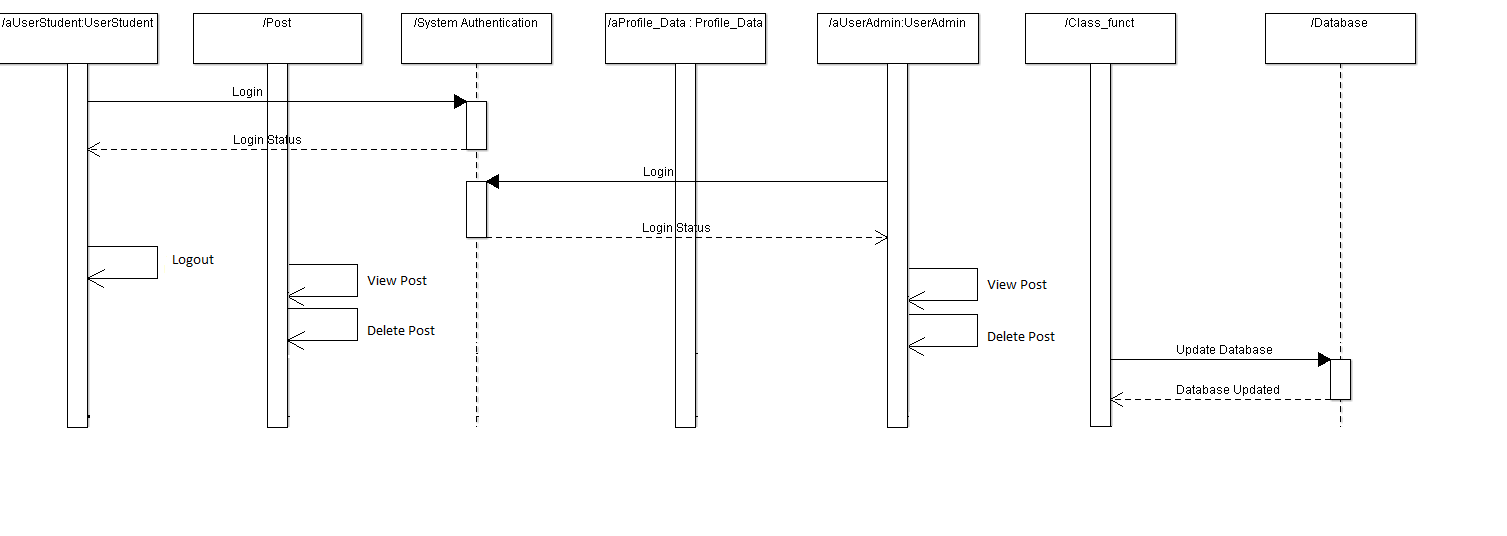 /aUserStudent:UserStudent
/Post
/System Authentication
/aProfile_Data : Profile_Data
/aUserAdmin:UserAdmin
/Class_funct
/Database
Login
Login Status
Login
Login Status
Logout
View Post
View Post
Delete Post
Delete Post
Update Database
Database Updated